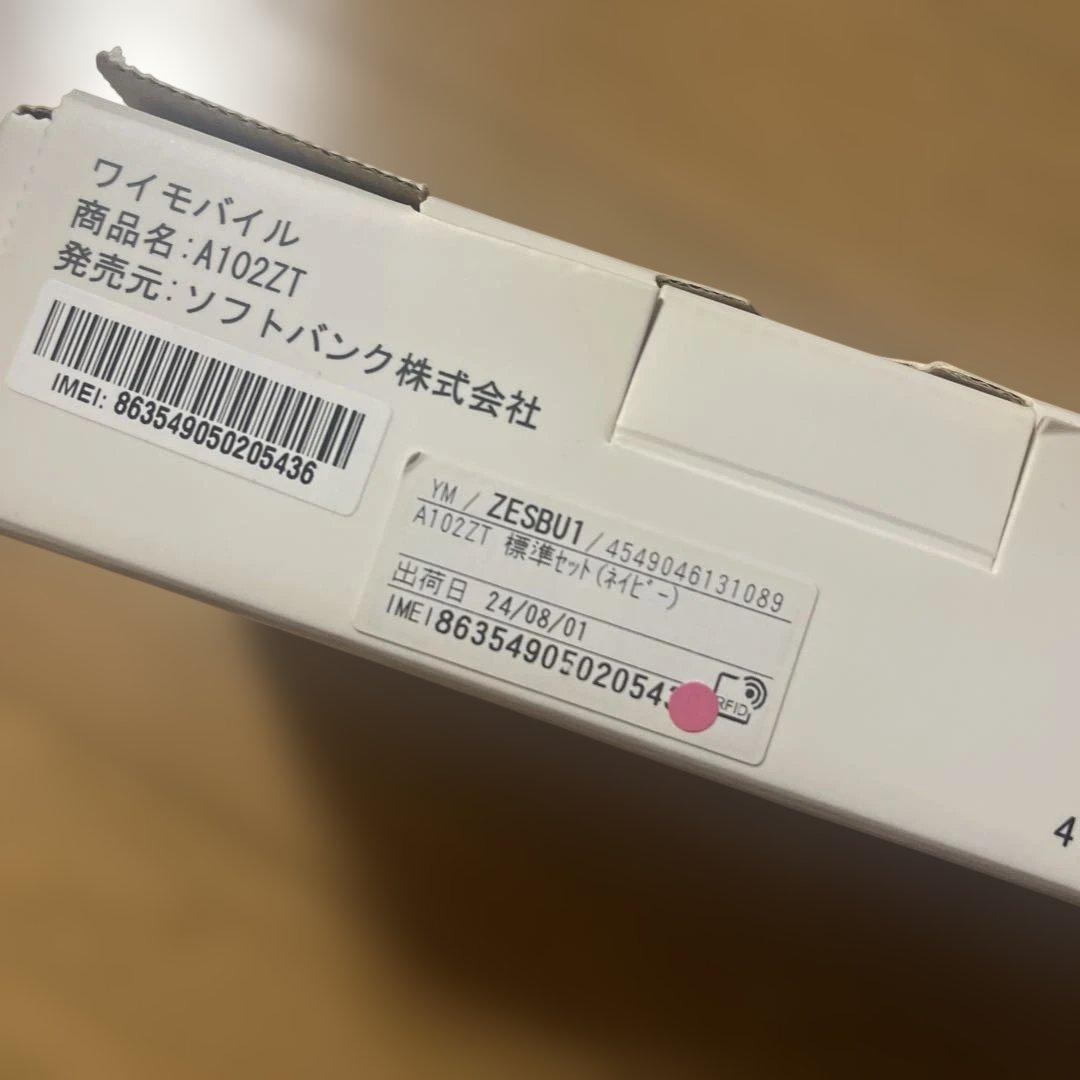 ワイモバイル
商品名:A102ZT
発売元:ソフトバンク株式会社
IMEI: 863549050205436
YM / ZESBU1 / 4549046131089
A102ZT 標準ｾｯﾄ(ﾈｲﾋﾞｰ)
出荷日 24/08/01
IMEI86354905020543
RFID
4